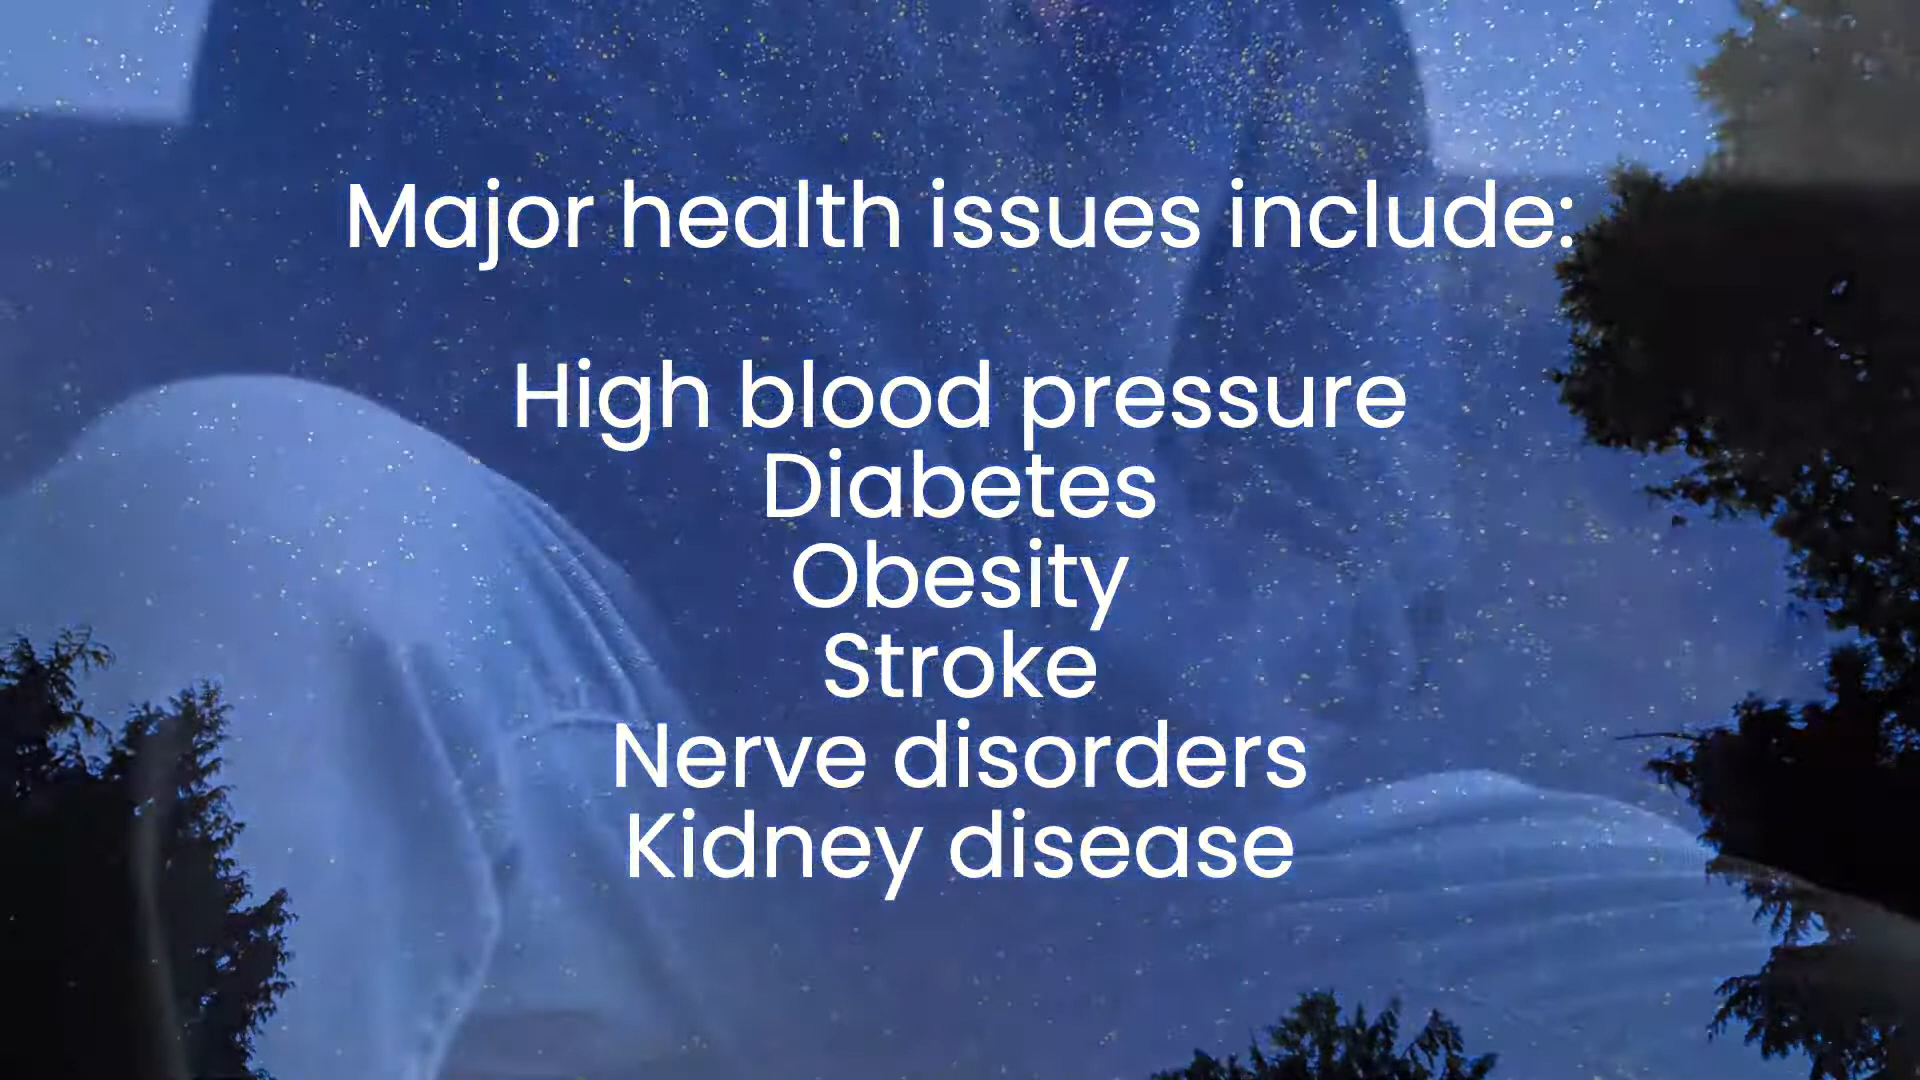 Major health issues include:
High blood pressure
Diabetes
Obesity
Stroke
Nerve disorders
Kidney disease